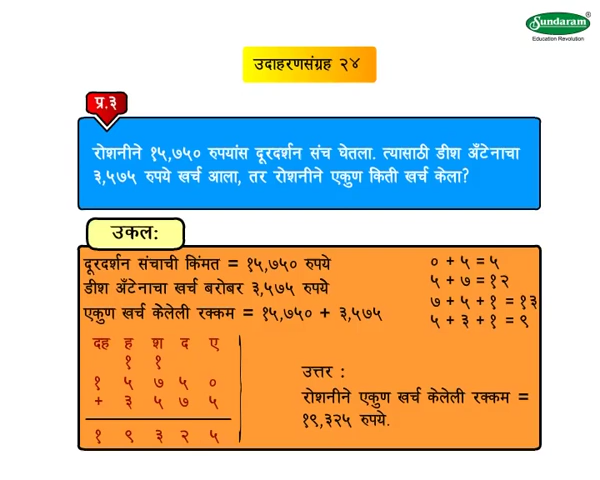 Sundaram®
Education Revolution
उदाहरणसंग्रह २४
प्र.३
रोशनीने १५,७५० रुपयांस दूरदर्शन संच घेतला. त्यासाठी डीश अँटेनाचा
३,५७५ रुपये खर्च आला, तर रोशनीने एकुण किती खर्च केला?
उकल:
दूरदर्शन संचाची किंमत = १५,७५० रुपये
डीश अँटेनाचा खर्च बरोबर ३,५७५ रुपये
एकुण खर्च केलेली रक्कम = १५,७५० + ३,५७५
० + ५ = ५
५ + ७ = १२
७ + ५ + १ = १३
५ + ३ + १ = ९
दह ह श द ए
१ १
१ ५ ७ ५ ०
+ ३ ५ ७ ५
१ ९ ३ २ ५
उत्तर :
रोशनीने एकुण खर्च केलेली रक्कम =
१९,३२५ रुपये.